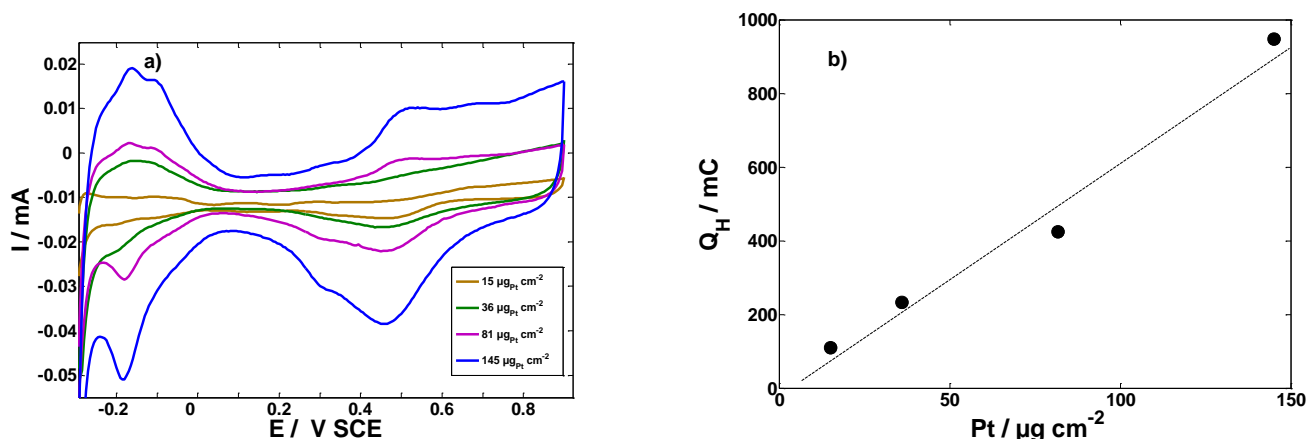 a)
0.02
0.01
0
-0.01
-0.02
-0.03
-0.04
-0.05
I / mA
-0.2 0 0.2 0.4 0.6 0.8
E / V SCE
15 µgPt cm-2
36 µgPt cm-2
81 µgPt cm-2
145 µgPt cm-2
b)
1000
800
600
400
200
0
QH / mC
0 50 100 150
Pt / µg cm-2